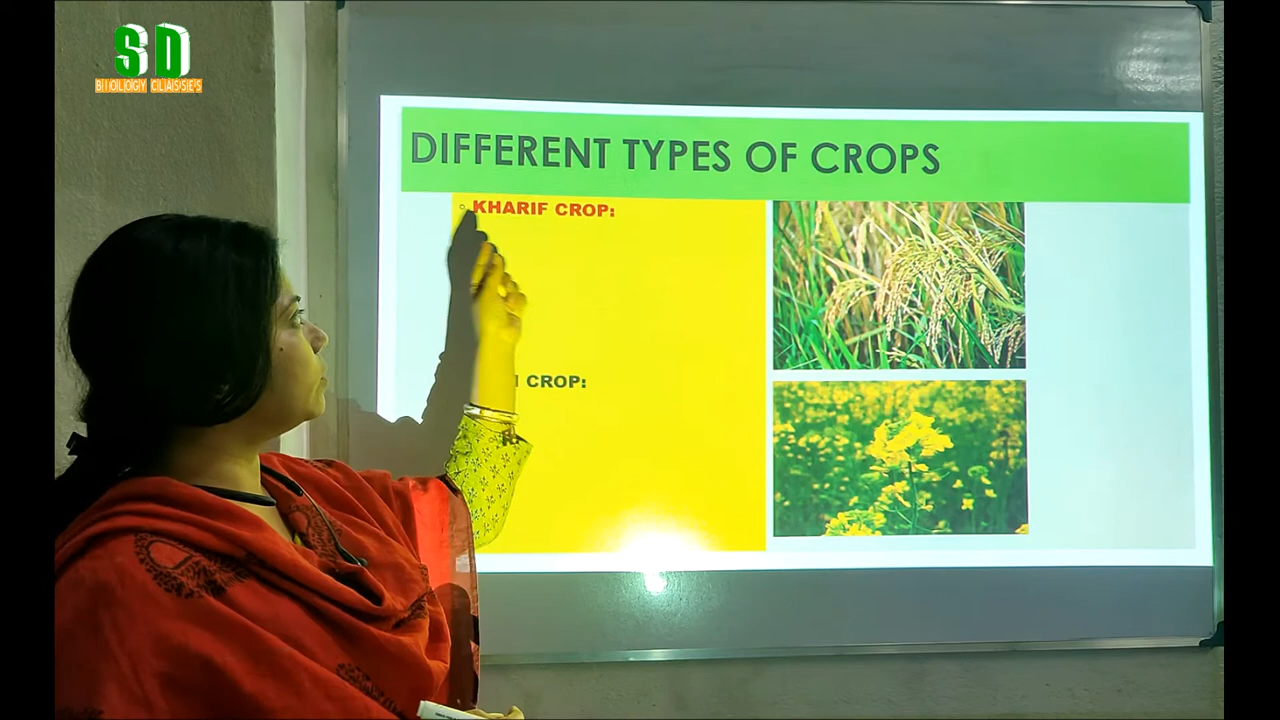 SD
BIOLOGY CLASSES
DIFFERENT TYPES OF CROPS
KHARIF CROP:
CROP: